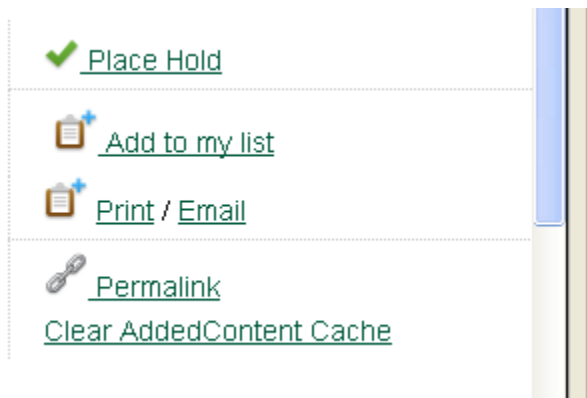 Place Hold
Add to my list
Print / Email
Permalink
Clear AddedContent Cache